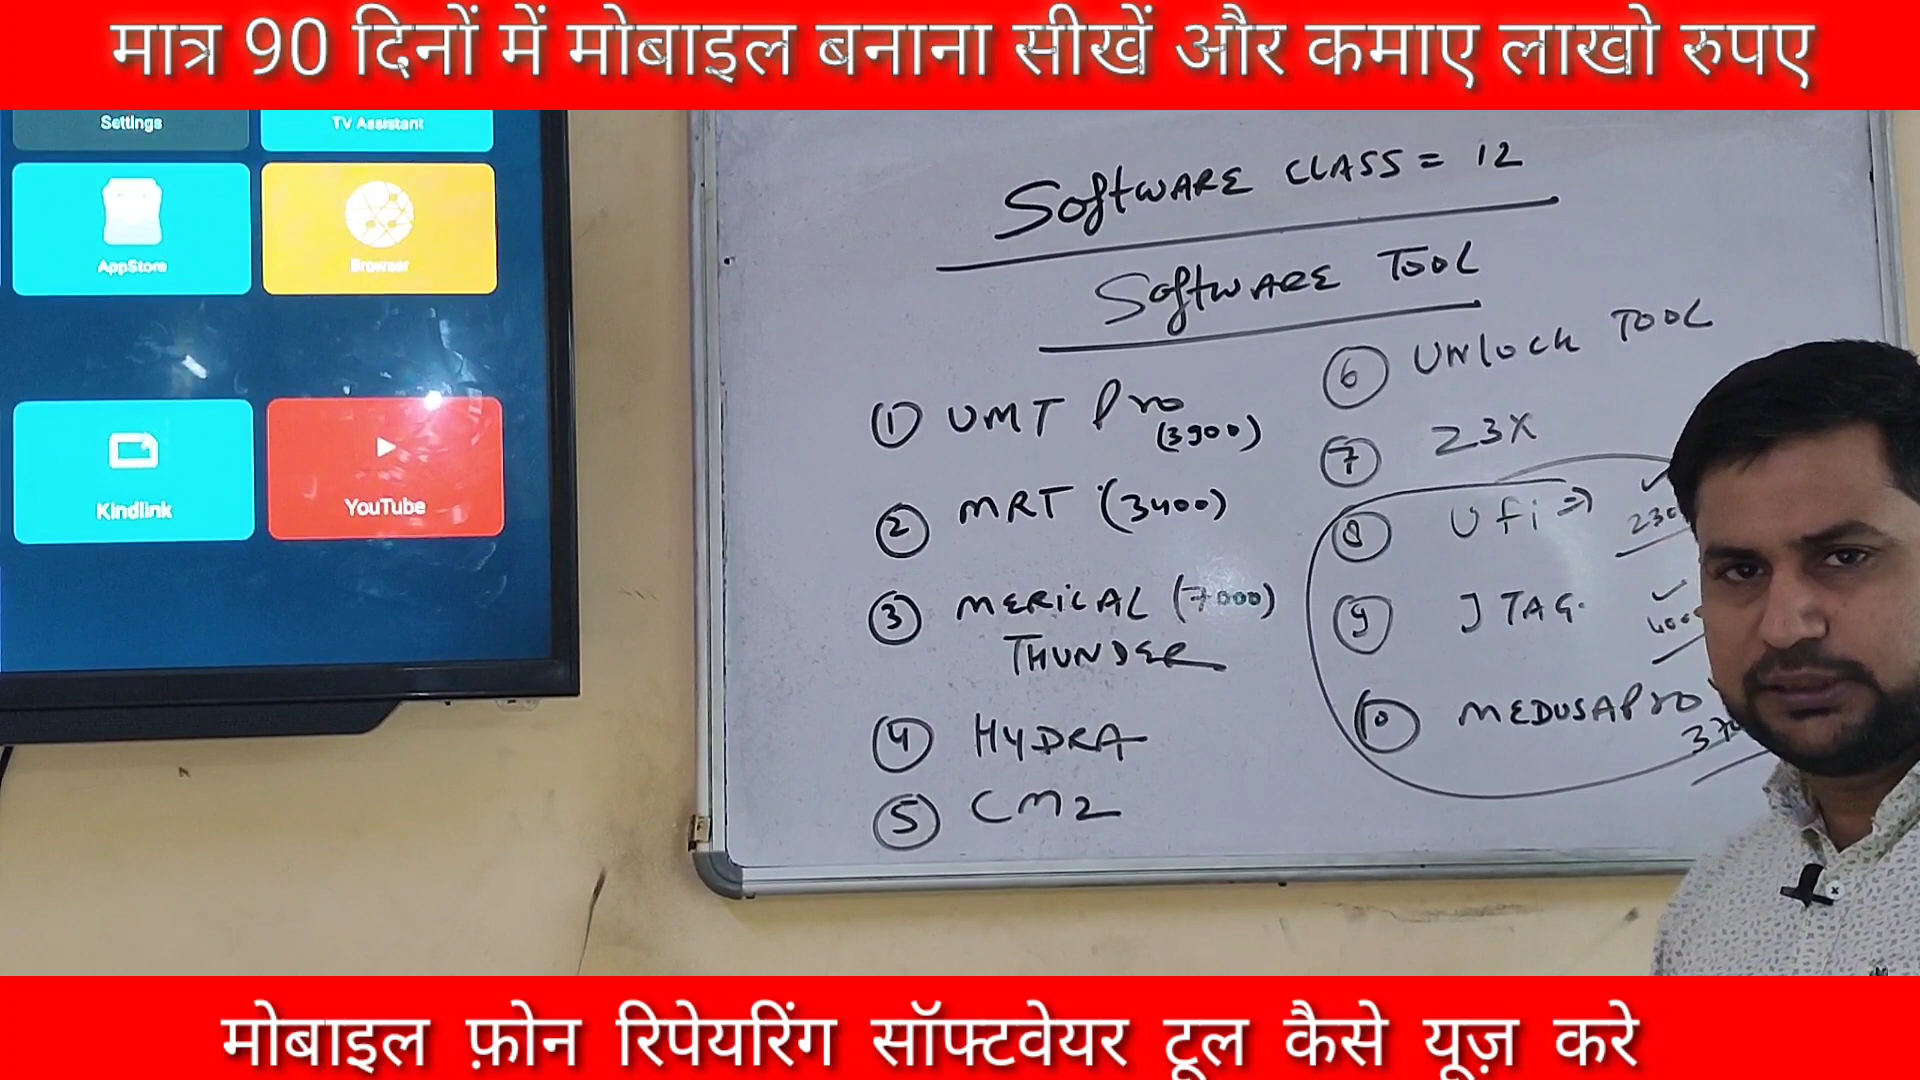 मात्र 90 दिनों में मोबाइल बनाना सीखें और कमाए लाखो रुपए
Settings
TV Assistant
AppStore
Browser
Kindlink
YouTube
SoftWARE CLASS = 12
SoftWARE TOOL
① UMT Pro
(3900)
② MRT (3400)
③ MERICAL (7000)
THUNDER
④ HYDRA
⑤ CM2
⑥ UNlock TOOL
⑦ Z3X
⑧ Ufi ⇒
⑨ JTAG.
⑩ MEDUSAPro
मोबाइल फ़ोन रिपेयरिंग सॉफ्टवेयर टूल कैसे यूज़ करे